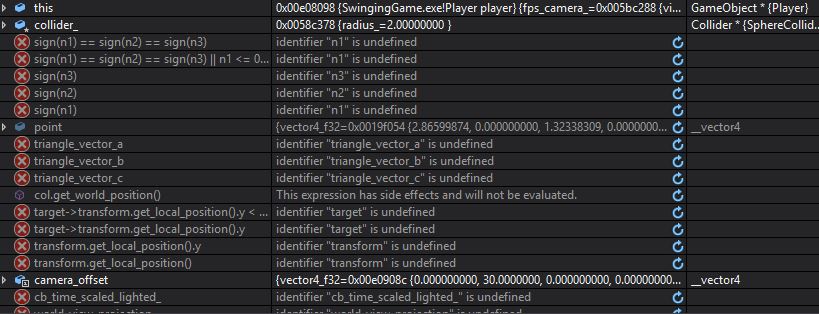 this 0x00e08098 {SwingingGame.exe!Player player} {fps_camera_=0x005bc288 {vi... GameObject * {Player}
collider_ 0x0058c378 {radius_=2.00000000 } Collider * {SphereCollid...
sign(n1) == sign(n2) == sign(n3) identifier "n1" is undefined
sign(n1) == sign(n2) == sign(n3) || n1 <= 0... identifier "n1" is undefined
sign(n3) identifier "n3" is undefined
sign(n2) identifier "n2" is undefined
sign(n1) identifier "n1" is undefined
point {vector4_f32=0x0019f054 {2.86599874, 0.000000000, 1.32338309, 0.0000000... __vector4
triangle_vector_a identifier "triangle_vector_a" is undefined
triangle_vector_b identifier "triangle_vector_b" is undefined
triangle_vector_c identifier "triangle_vector_c" is undefined
col.get_world_position() This expression has side effects and will not be evaluated.
target->transform.get_local_position().y < ... identifier "target" is undefined
target->transform.get_local_position().y identifier "target" is undefined
transform.get_local_position().y identifier "transform" is undefined
transform.get_local_position() identifier "transform" is undefined
camera_offset {vector4_f32=0x00e0908c {0.000000000, 30.0000000, 0.000000000, 0.00000000... __vector4
cb_time_scaled_lighted_ identifier "cb_time_scaled_lighted_" is undefined